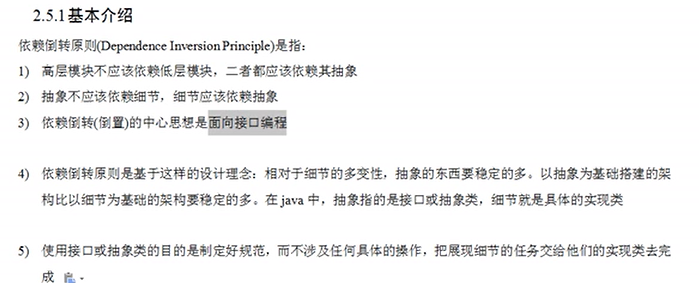 2.5.1基本介绍
依赖倒转原则(Dependence Inversion Principle)是指：
1) 高层模块不应该依赖低层模块，二者都应该依赖其抽象
2) 抽象不应该依赖细节，细节应该依赖抽象
3) 依赖倒转(倒置)的中心思想是面向接口编程
4) 依赖倒转原则是基于这样的设计理念：相对于细节的多变性，抽象的东西要稳定的多。以抽象为基础搭建的架
构比以细节为基础的架构要稳定的多。在 java 中，抽象指的是接口或抽象类，细节就是具体的实现类
5) 使用接口或抽象类的目的是制定好规范，而不涉及任何具体的操作，把展现细节的任务交给他们的实现类去完
成